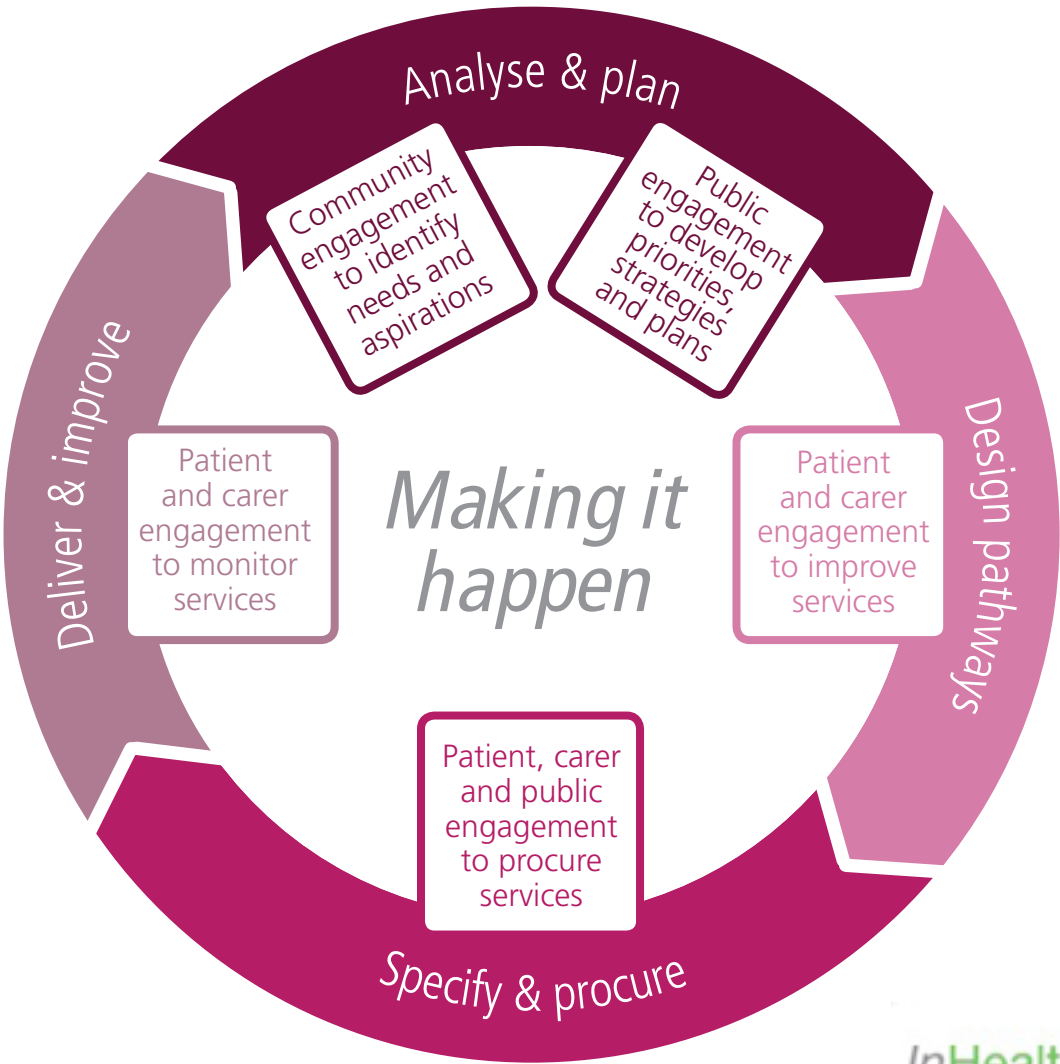 Analyse & plan
Community
engagement
to identify
needs and
aspirations
Public
engagement
to develop
priorities,
strategies
and plans
Deliver & improve
Design pathways
Patient
and carer
engagement
to monitor
services
Making it
happen
Patient
and carer
engagement
to improve
services
Patient, carer
and public
engagement
to procure
services
Specify & procure